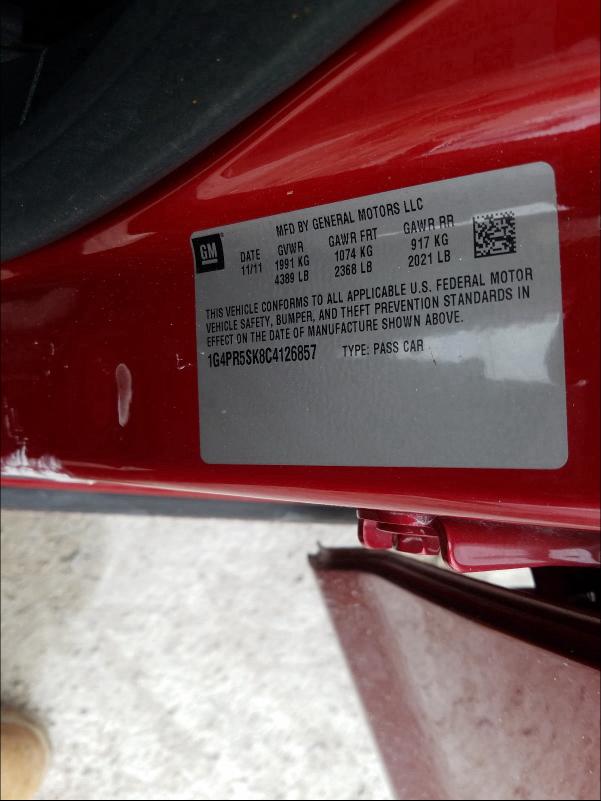 MFD BY GENERAL MOTORS LLC
GM
DATE GVWR GAWR FRT GAWR RR
11/11 1991 KG 1074 KG 917 KG
4389 LB 2368 LB 2021 LB
THIS VEHICLE CONFORMS TO ALL APPLICABLE U.S. FEDERAL MOTOR
VEHICLE SAFETY, BUMPER, AND THEFT PREVENTION STANDARDS IN
EFFECT ON THE DATE OF MANUFACTURE SHOWN ABOVE.
1G4PR5SK8C4126857 TYPE: PASS CAR